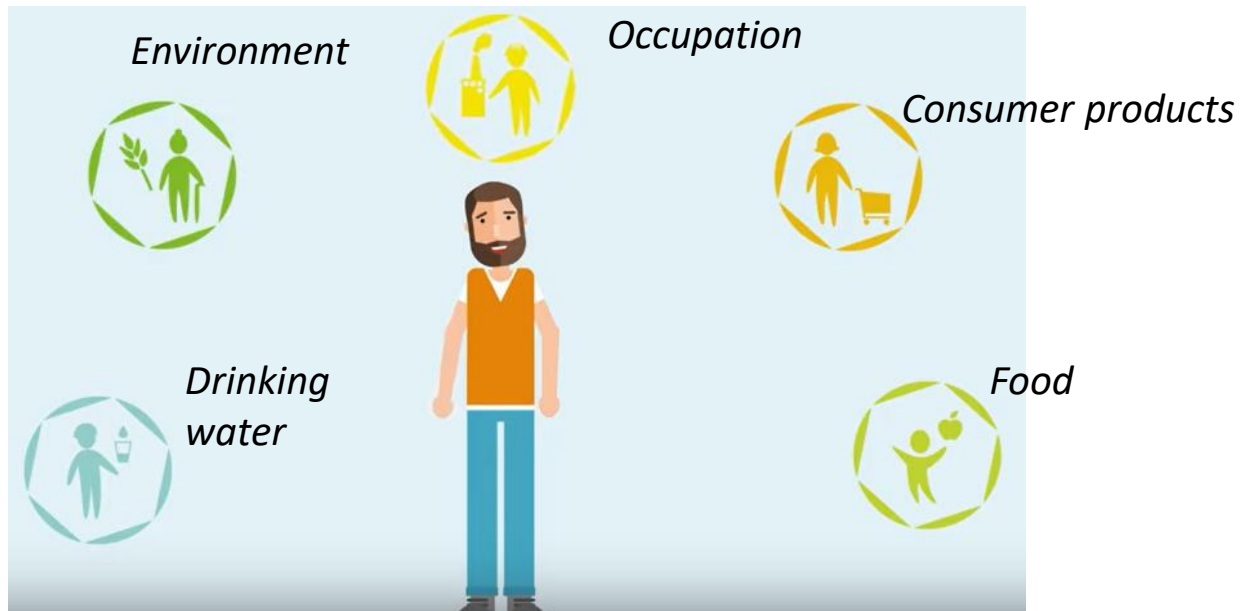 Environment
Occupation
Consumer products
Drinking
water
Food